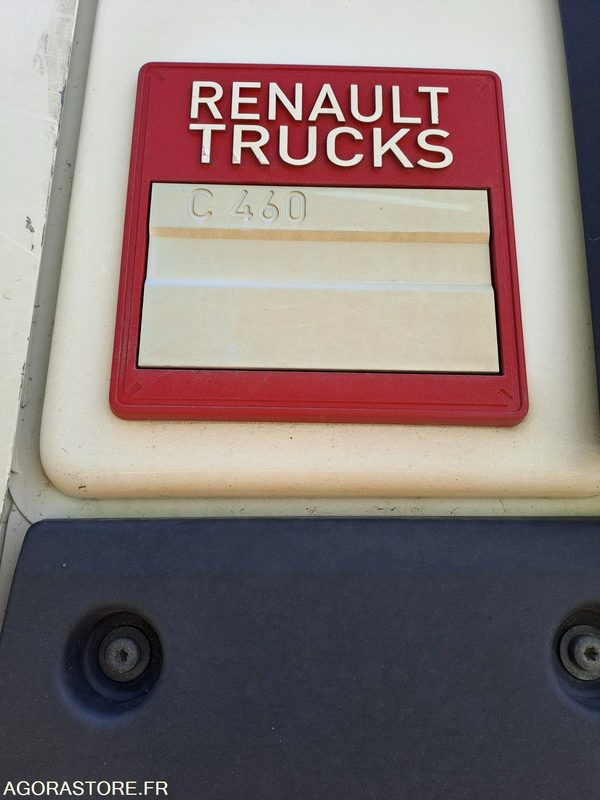 RENAULT
TRUCKS
C 460
AGORASTORE.FR